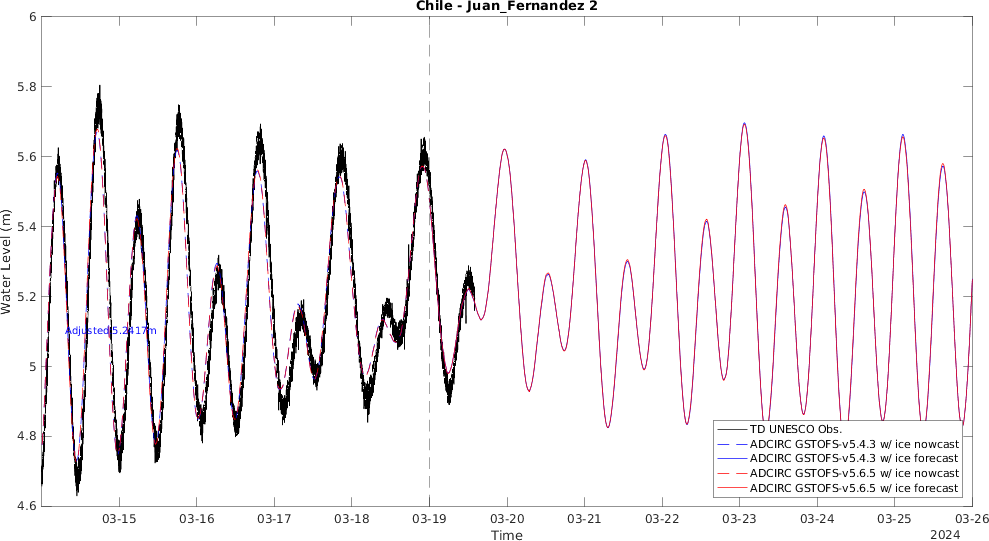 Chile - Juan_Fernandez 2
Water Level (m)
6
5.8
5.6
5.4
5.2
5
4.8
4.6
Adjusted 5.2417m
TD UNESCO Obs.
ADCIRC GSTOFS-v5.4.3 w/ ice nowcast
ADCIRC GSTOFS-v5.4.3 w/ ice forecast
ADCIRC GSTOFS-v5.6.5 w/ ice nowcast
ADCIRC GSTOFS-v5.6.5 w/ ice forecast
03-15 03-16 03-17 03-18 03-19 03-20 03-21 03-22 03-23 03-24 03-25 03-26
Time
2024